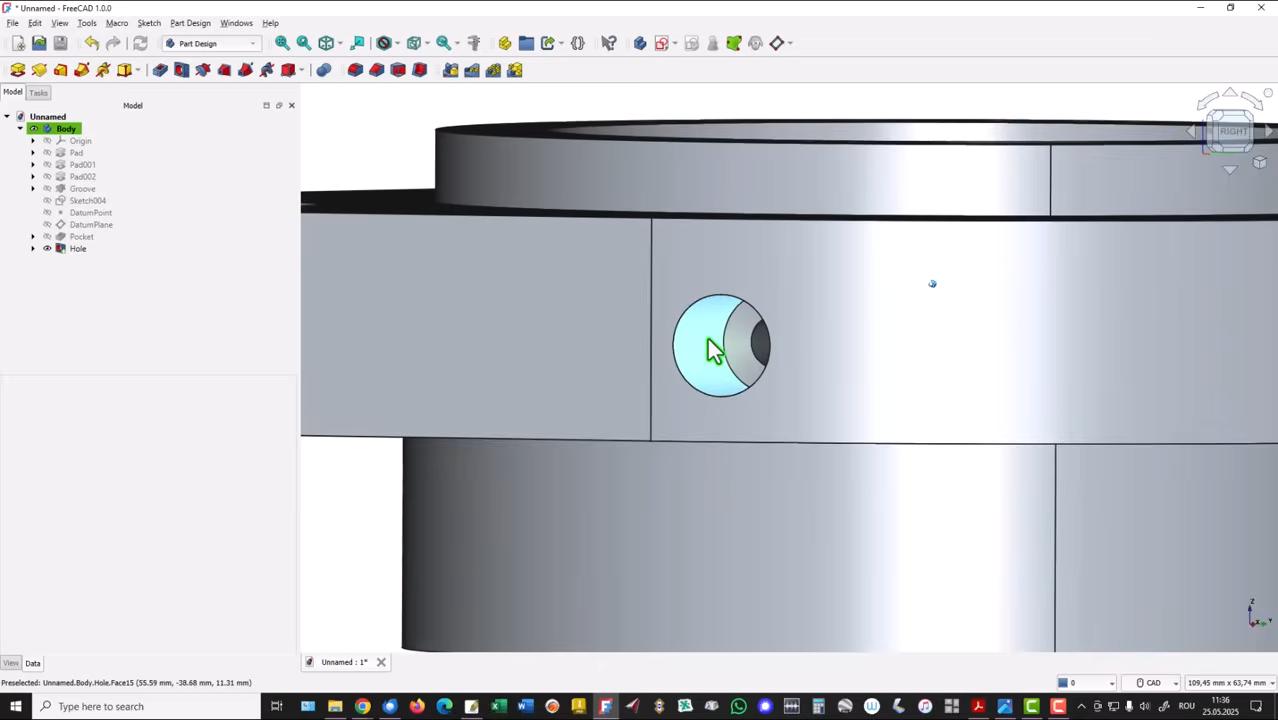 * Unnamed - FreeCAD 1.0.0
File Edit View Tools Macro Sketch Part Design Windows Help
Part Design
Model Tasks
Model
Unnamed
Body
Origin
Pad
Pad001
Pad002
Groove
Sketch004
DatumPoint
DatumPlane
Pocket
Hole
RIGHT
Z
Y
X
View Data
Unnamed : 1*
Preselected: Unnamed.Body.Hole.Face15 (55.59 mm, -38.68 mm, 11.31 mm)
0
CAD
109,45 mm x 63,74 mm
Type here to search
ROU
11:36
25.05.2025